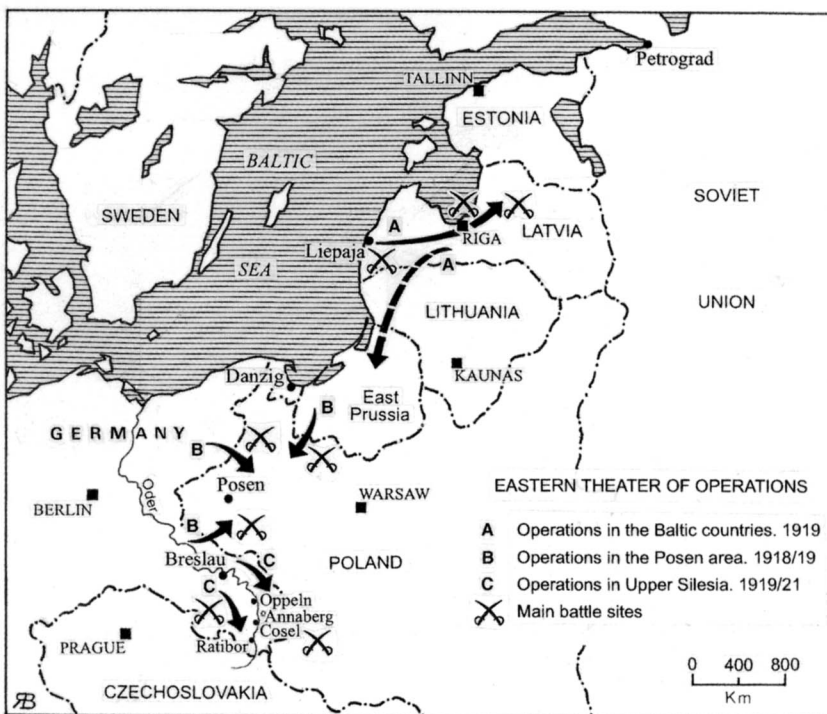 Petrograd
TALLINN
ESTONIA
BALTIC
SWEDEN
SOVIET
A
RIGA
LATVIA
Liepaja
A
SEA
UNION
LITHUANIA
KAUNAS
Danzig
East
Prussia
B
GERMANY
B
Oder
Posen
BERLIN
WARSAW
B
POLAND
Breslau
C
C
Oppeln
Annaberg
Cosel
Ratibor
PRAGUE
CZECHOSLOVAKIA
EASTERN THEATER OF OPERATIONS
A Operations in the Baltic countries. 1919
B Operations in the Posen area. 1918/19
C Operations in Upper Silesia. 1919/21
Main battle sites
0 400 800
Km